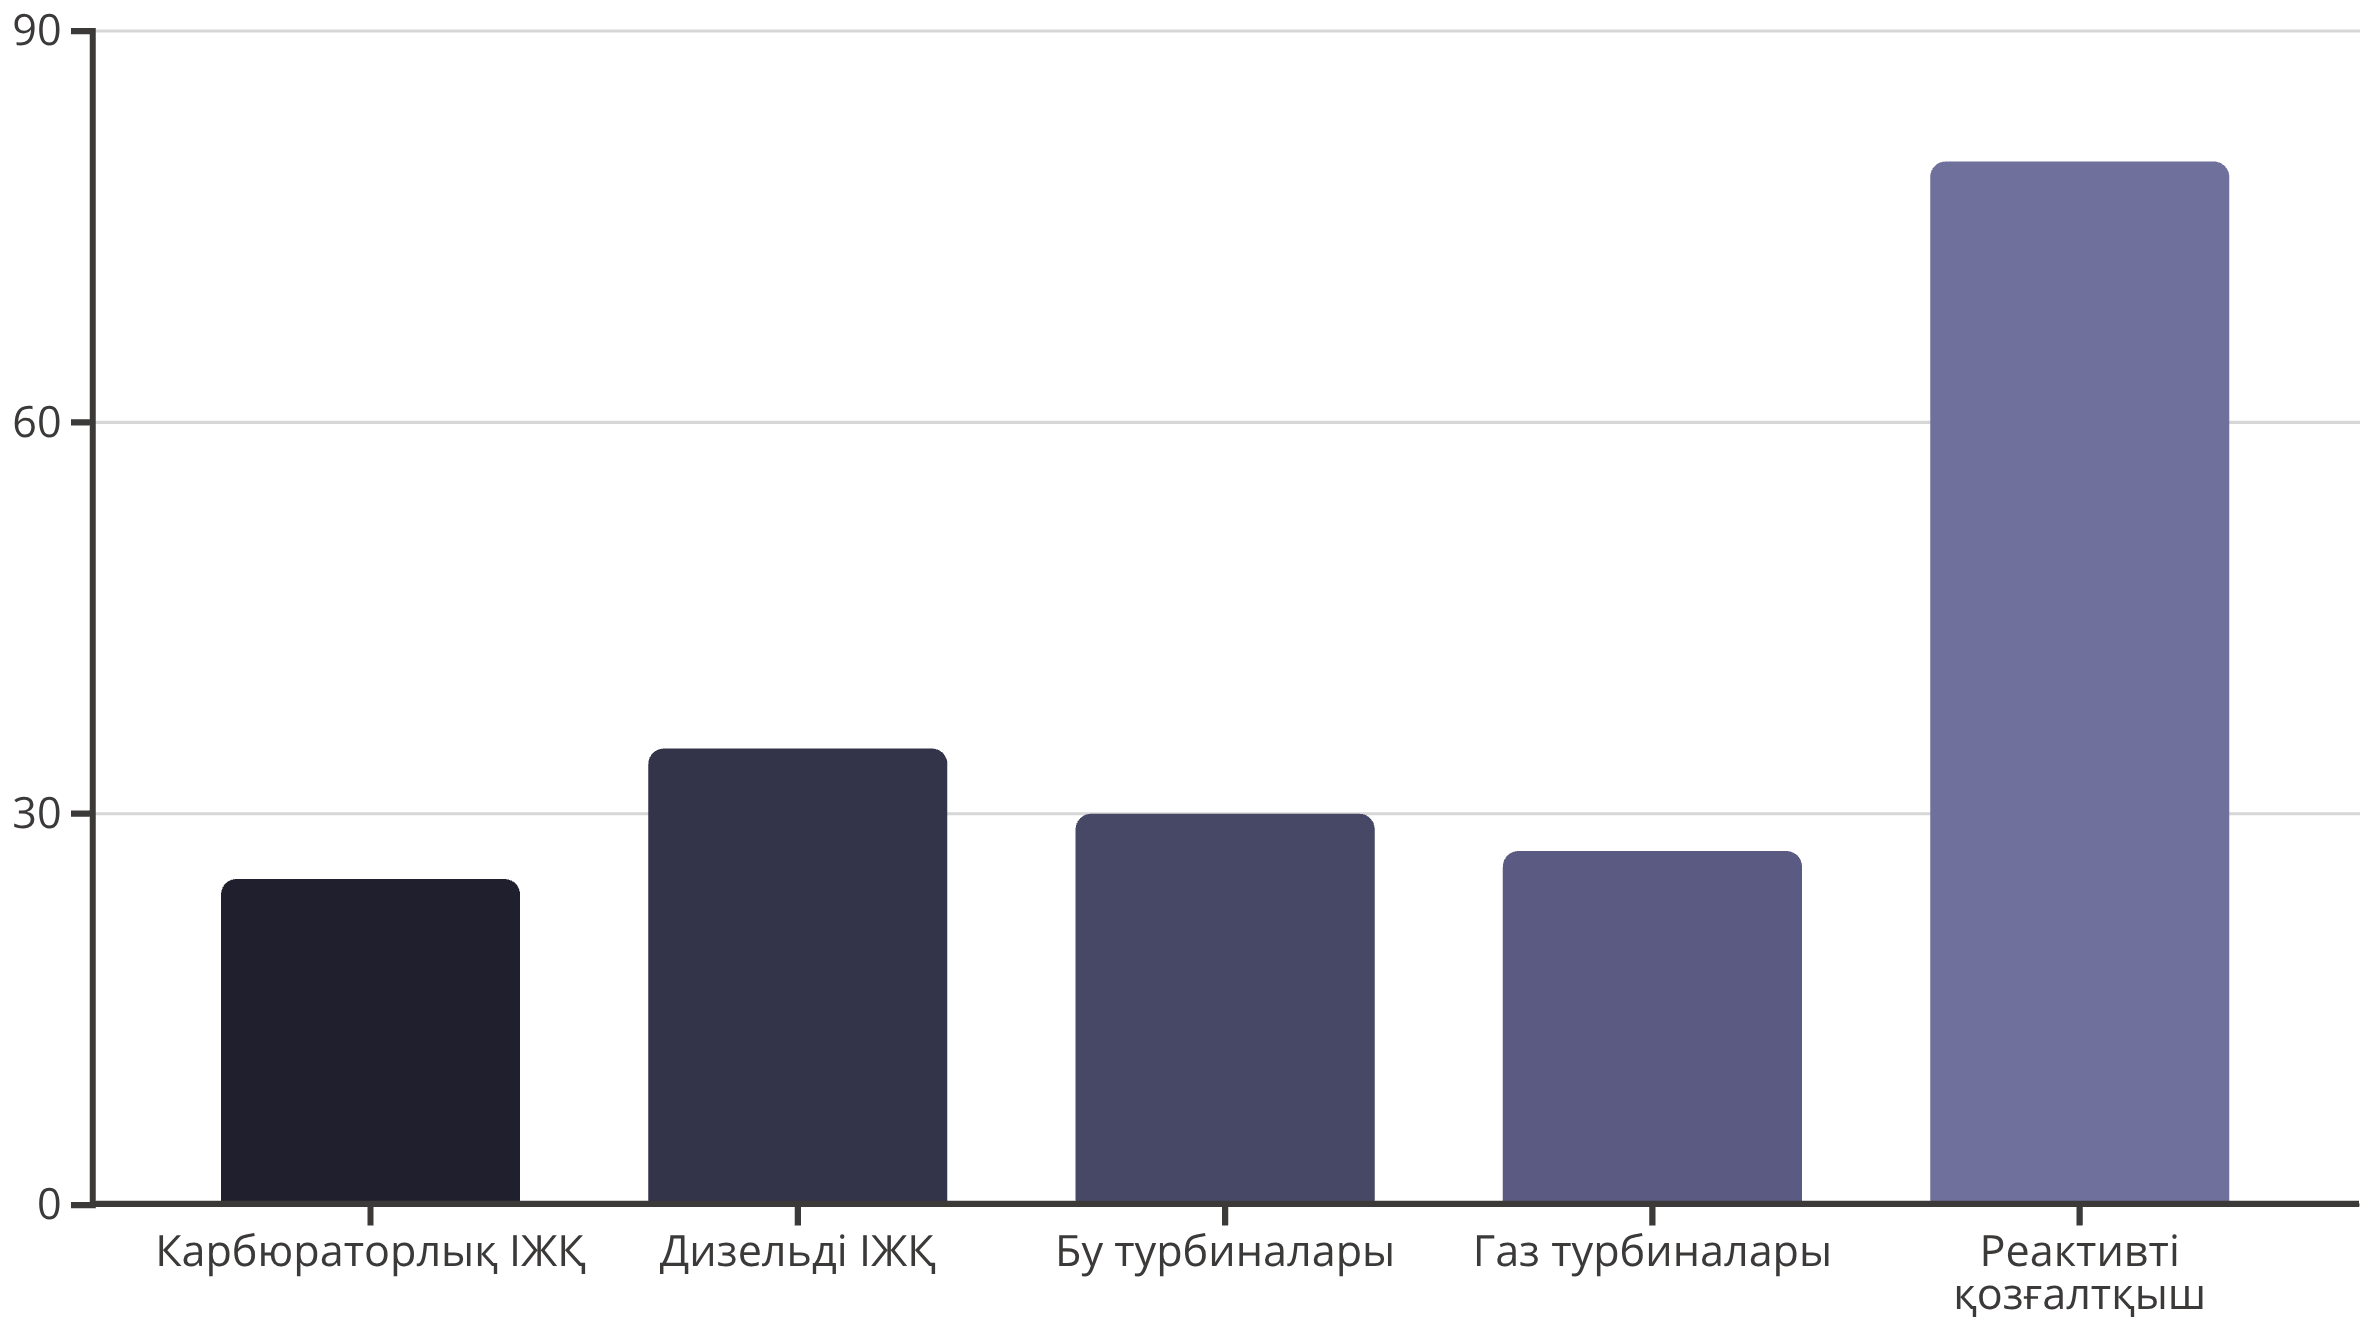 90
60
30
0
Карбюраторлық ІЖҚ
Дизельді ІЖҚ
Бу турбиналары
Газ турбиналары
Реактивті
қозғалтқыш